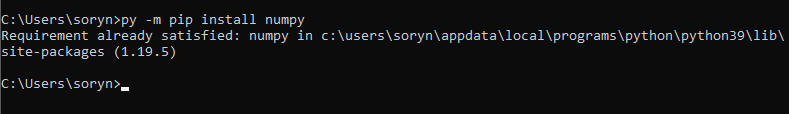 C:\Users\soryn>py -m pip install numpy
Requirement already satisfied: numpy in c:\users\soryn\appdata\local\programs\python\python39\lib\
site-packages (1.19.5)
C:\Users\soryn>